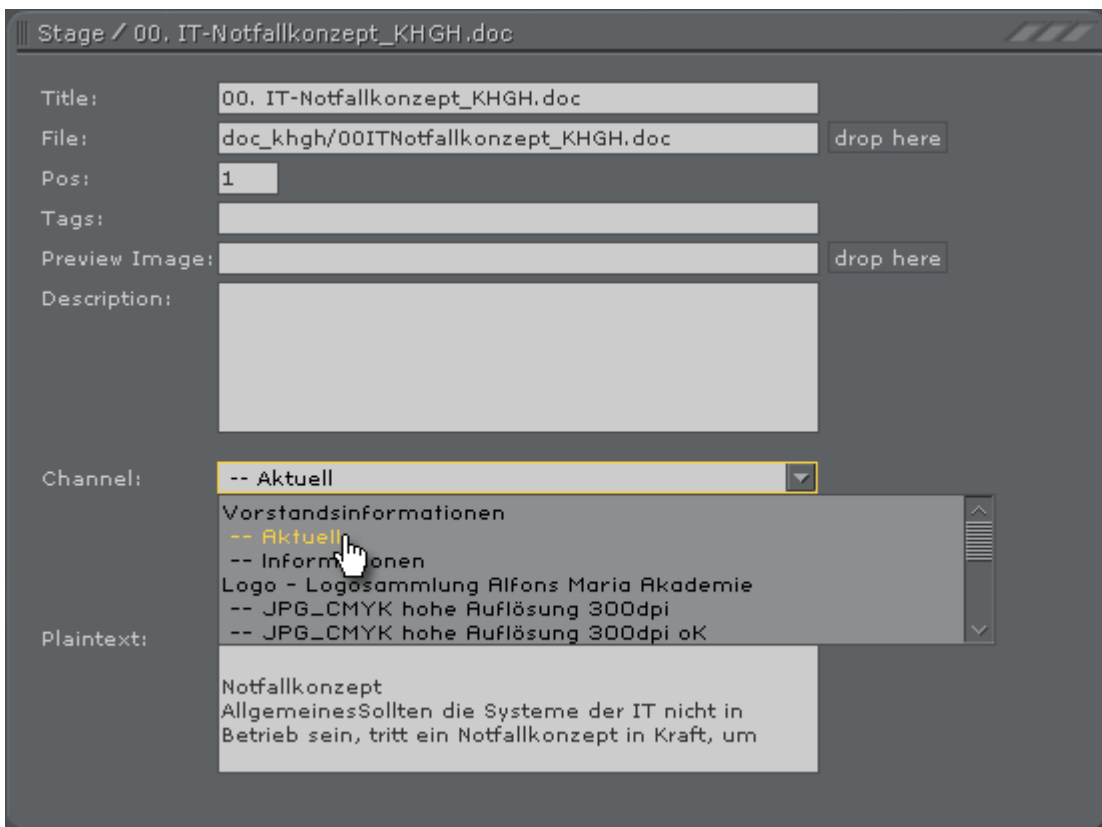 Stage / 00. IT-Notfallkonzept_KHGH.doc
Title: 00. IT-Notfallkonzept_KHGH.doc
File: doc_khgh/00ITNotfallkonzept_KHGH.doc drop here
Pos: 1
Tags:
Preview Image: drop here
Description:
Channel: -- Aktuell
Vorstandsinformationen
-- Aktuell
-- Informationen
Logo - Logosammlung Alfons Maria Akademie
-- JPG_CMYK hohe Auflösung 300dpi
-- JPG_CMYK hohe Auflösung 300dpi oK
Plaintext:
Notfallkonzept
AllgemeinesSollten die Systeme der IT nicht in
Betrieb sein, tritt ein Notfallkonzept in Kraft, um